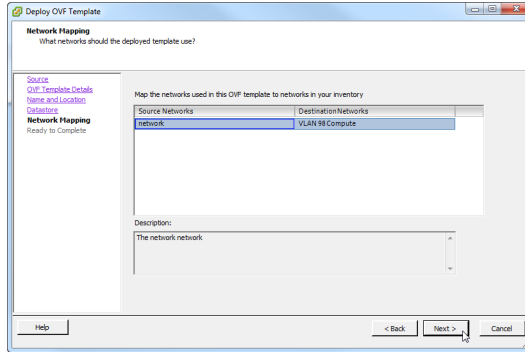 Deploy OVF Template
Network Mapping
What networks should the deployed template use?
Source
OVF Template Details
Name and Location
Datastore
Network Mapping
Ready to Complete
Map the networks used in this OVF template to networks in your inventory
Source Networks DestinationNetworks
network VLAN 98 Compute
Description:
The network network
Help < Back Next > Cancel